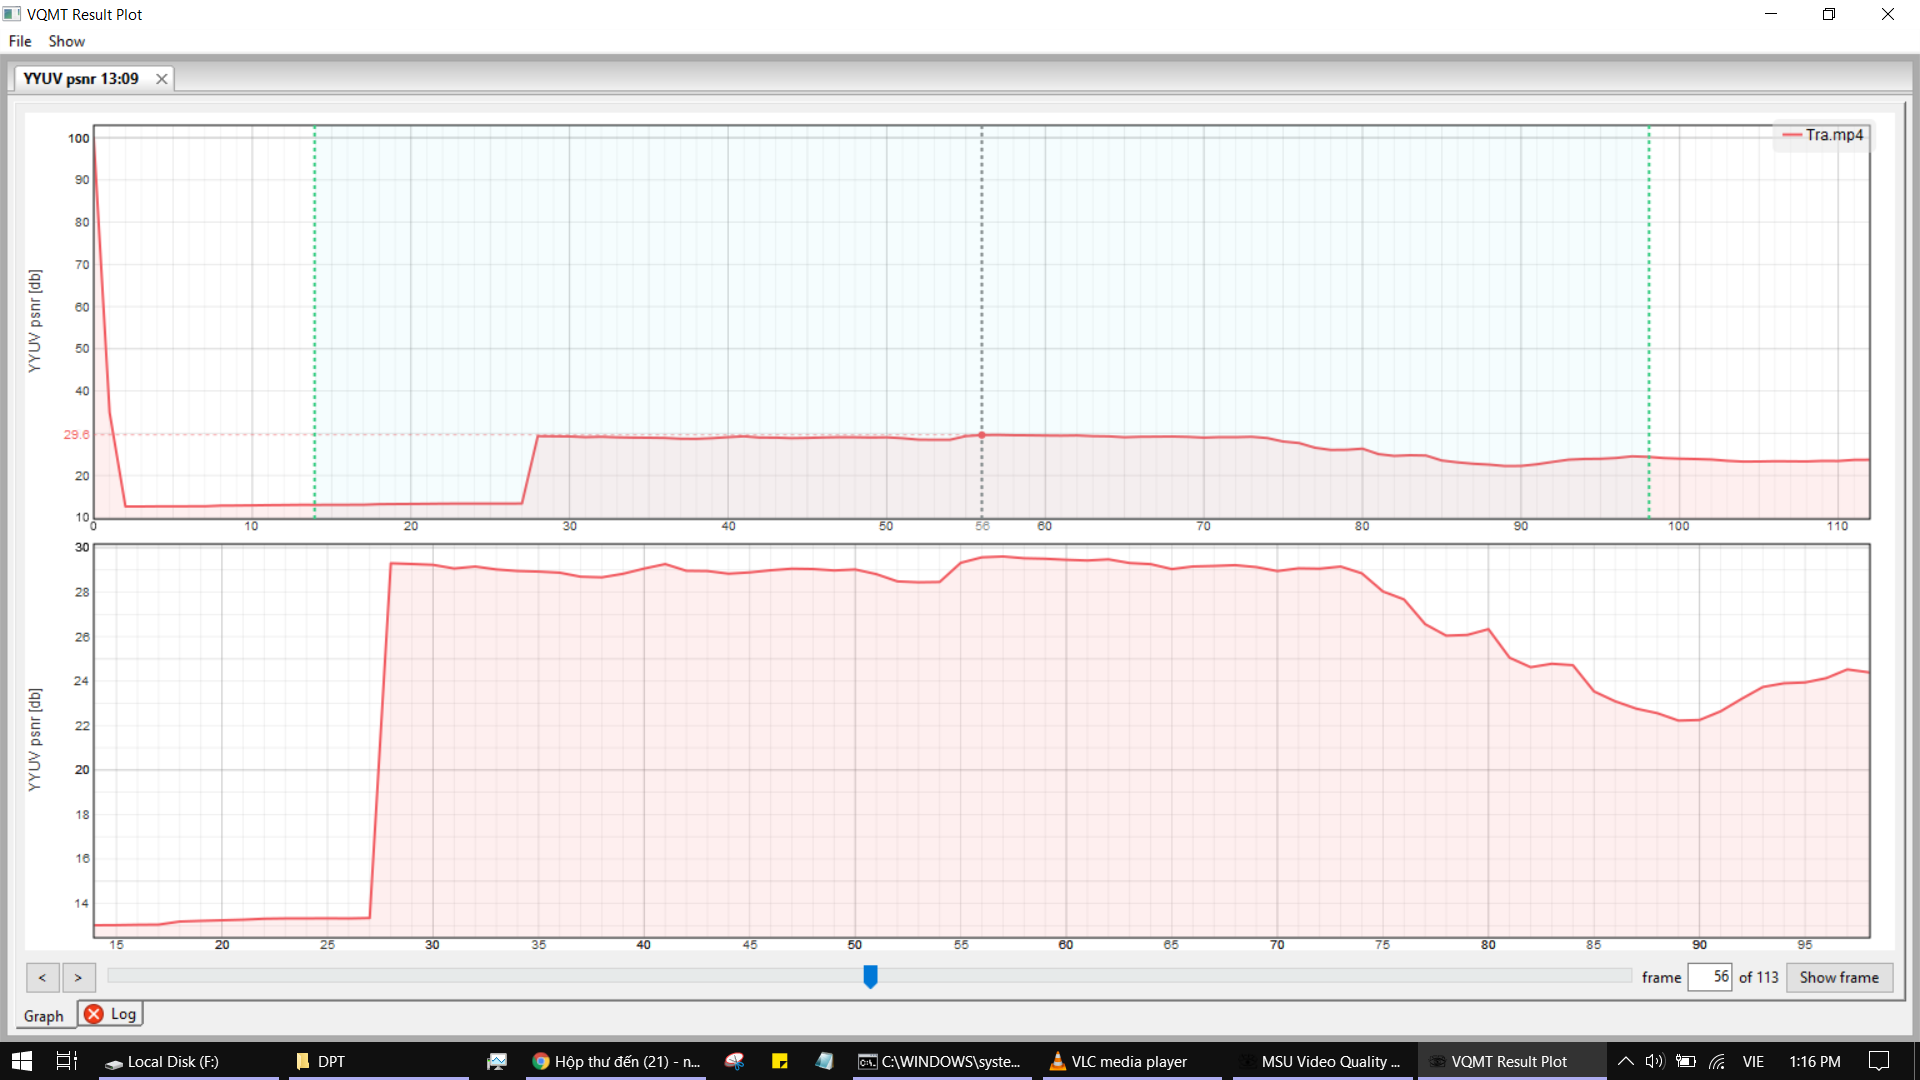 VQMT Result Plot
File Show
YYUV psnr 13:09
Tra.mp4
YYUV psnr [db]
100
90
80
70
60
50
40
29.6
20
10
0 10 20 30 40 50 56 60 70 80 90 100 110
YYUV psnr [db]
30
28
26
24
22
20
18
16
14
15 20 25 30 35 40 45 50 55 60 65 70 75 80 85 90 95
< > frame 56 of 113 Show frame
Graph Log
Local Disk (F:) DPT Hộp thư đến (21) - n... C:\WINDOWS\syste... VLC media player MSU Video Quality ... VQMT Result Plot VIE 1:16 PM